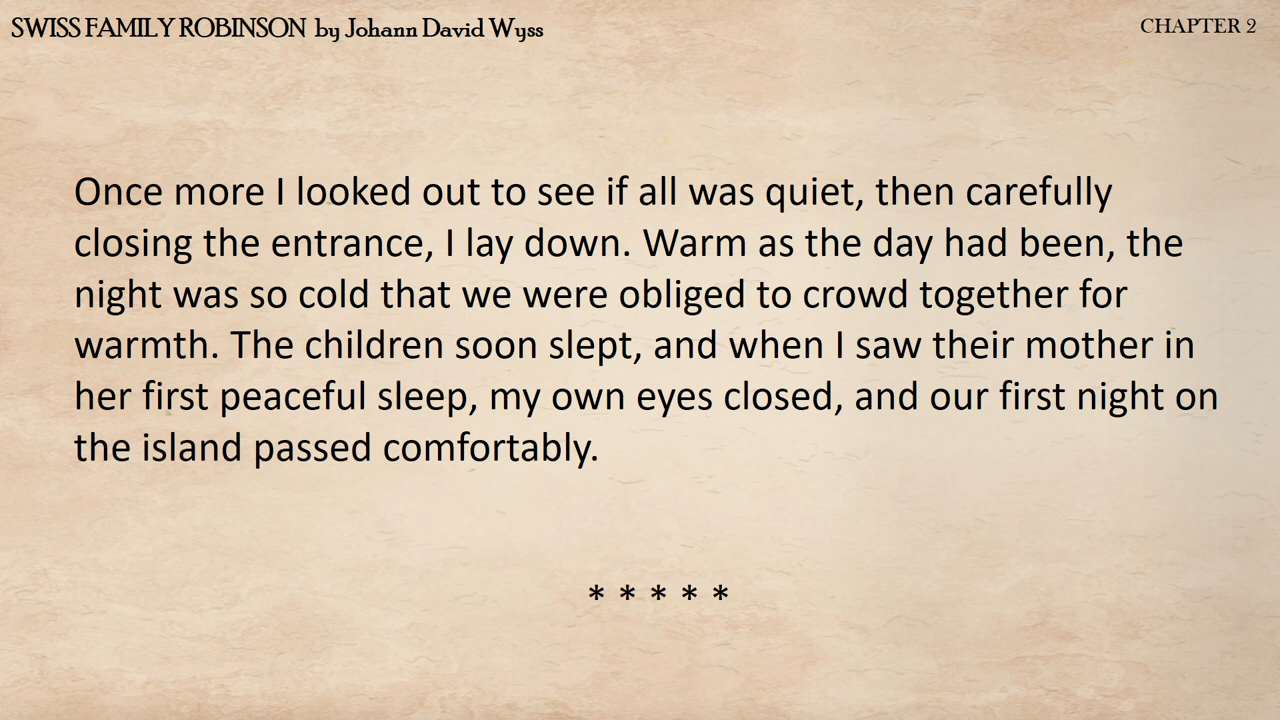 SWISS FAMILY ROBINSON by Johann David Wyss
CHAPTER 2
Once more I looked out to see if all was quiet, then carefully
closing the entrance, I lay down. Warm as the day had been, the
night was so cold that we were obliged to crowd together for
warmth. The children soon slept, and when I saw their mother in
her first peaceful sleep, my own eyes closed, and our first night on
the island passed comfortably.
* * * * *